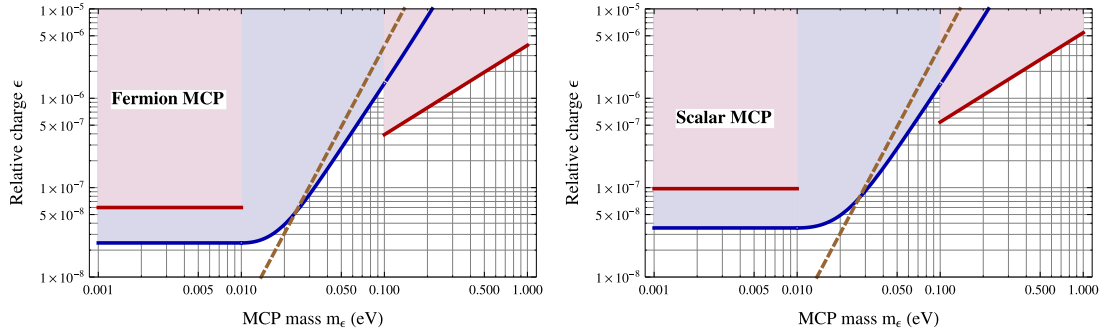 Relative charge ϵ
1×10⁻⁵
5×10⁻⁶
1×10⁻⁶
5×10⁻⁷
1×10⁻⁷
5×10⁻⁸
1×10⁻⁸
Fermion MCP
0.001 0.005 0.010 0.050 0.100 0.500 1.000
MCP mass mϵ (eV)
Relative charge ϵ
1×10⁻⁵
5×10⁻⁶
1×10⁻⁶
5×10⁻⁷
1×10⁻⁷
5×10⁻⁸
1×10⁻⁸
Scalar MCP
0.001 0.005 0.010 0.050 0.100 0.500 1.000
MCP mass mϵ (eV)